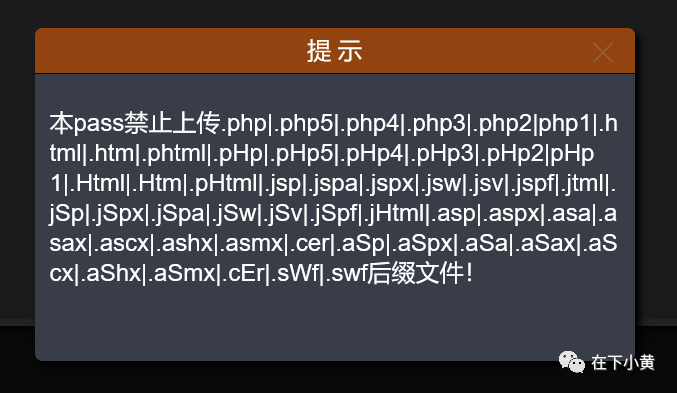 提示
本pass禁止上传.php|.php5|.php4|.php3|.php2|php1|.h
tml|.htm|.phtml|.pHp|.pHp5|.pHp4|.pHp3|.pHp2|pHp
1|.Html|.Htm|.pHtml|.jsp|.jspa|.jspx|.jsw|.jsv|.jspf|.jtml|.
jSp|.jSpx|.jSpa|.jSw|.jSv|.jSpf|.jHtml|.asp|.aspx|.asa|.a
sax|.ascx|.ashx|.asmx|.cer|.aSp|.aSpx|.aSa|.aSax|.aS
cx|.aShx|.aSmx|.cEr|.sWf|.swf后缀文件！
在下小黄